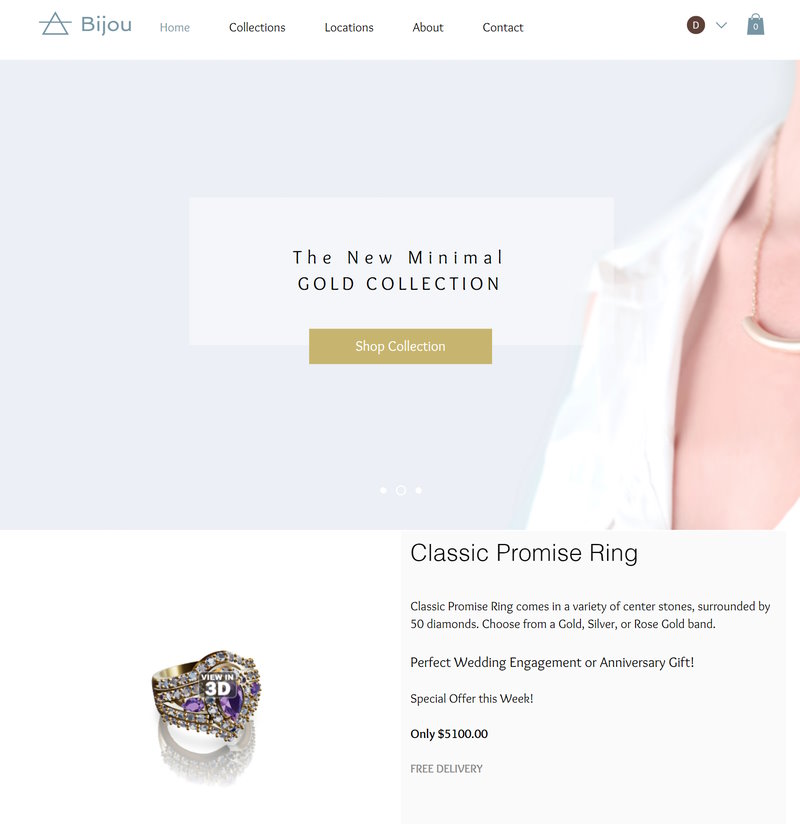 Bijou
Home Collections Locations About Contact
D
0
The New Minimal
GOLD COLLECTION
Shop Collection
Classic Promise Ring
Classic Promise Ring comes in a variety of center stones, surrounded by
50 diamonds. Choose from a Gold, Silver, or Rose Gold band.
Perfect Wedding Engagement or Anniversary Gift!
Special Offer this Week!
Only $5100.00
FREE DELIVERY
VIEW IN
3D